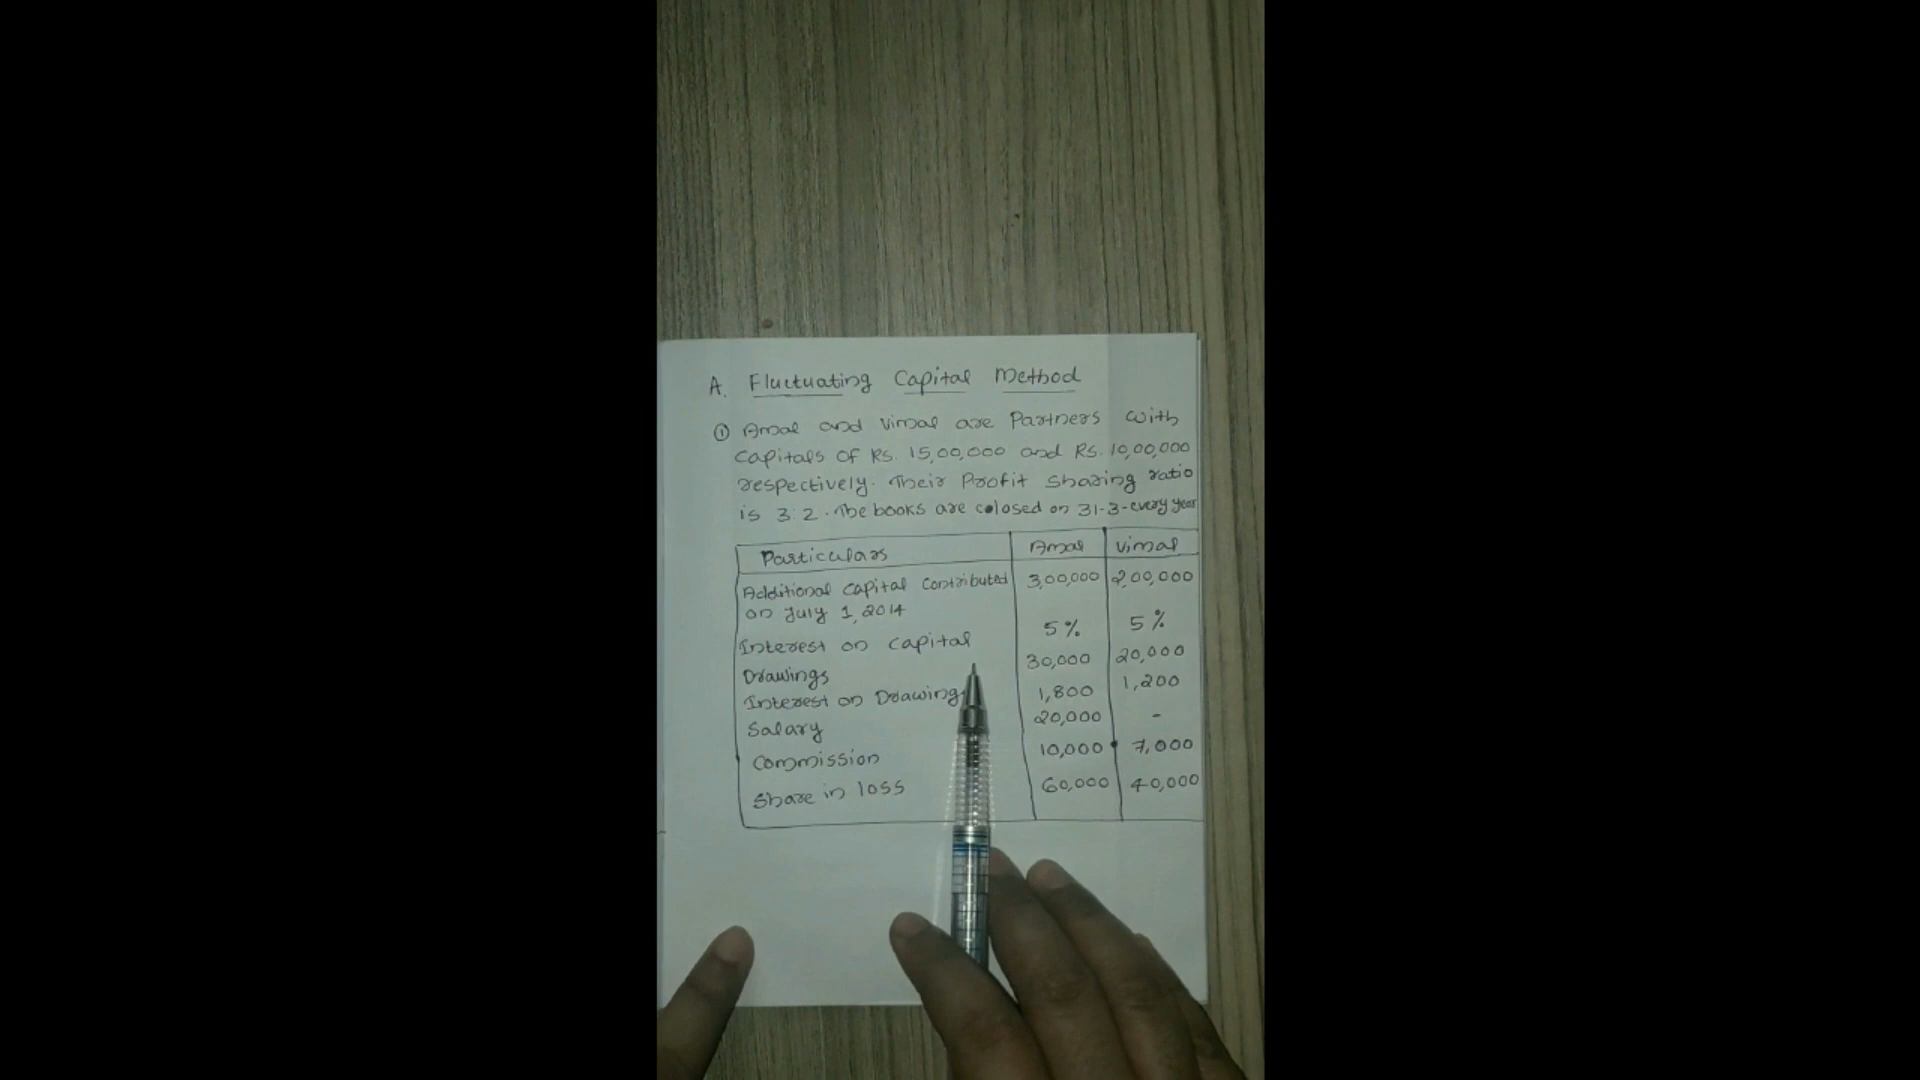 A. Fluctuating Capital Method
① Amal and Vimal are Partners with
Capitals of Rs. 15,00,000 and Rs. 10,00,000
respectively. Their Profit sharing ratio
is 3:2. The books are colosed on 31-3-every year
Particulars Amal Vimal
Additional Capital Contributed 3,00,000 2,00,000
on July 1, 2014
Interest on Capital 5% 5%
Drawings 30,000 20,000
Interest on Drawings 1,800 1,200
Salary 20,000 -
Commission 10,000 7,000
Share in loss 60,000 40,000